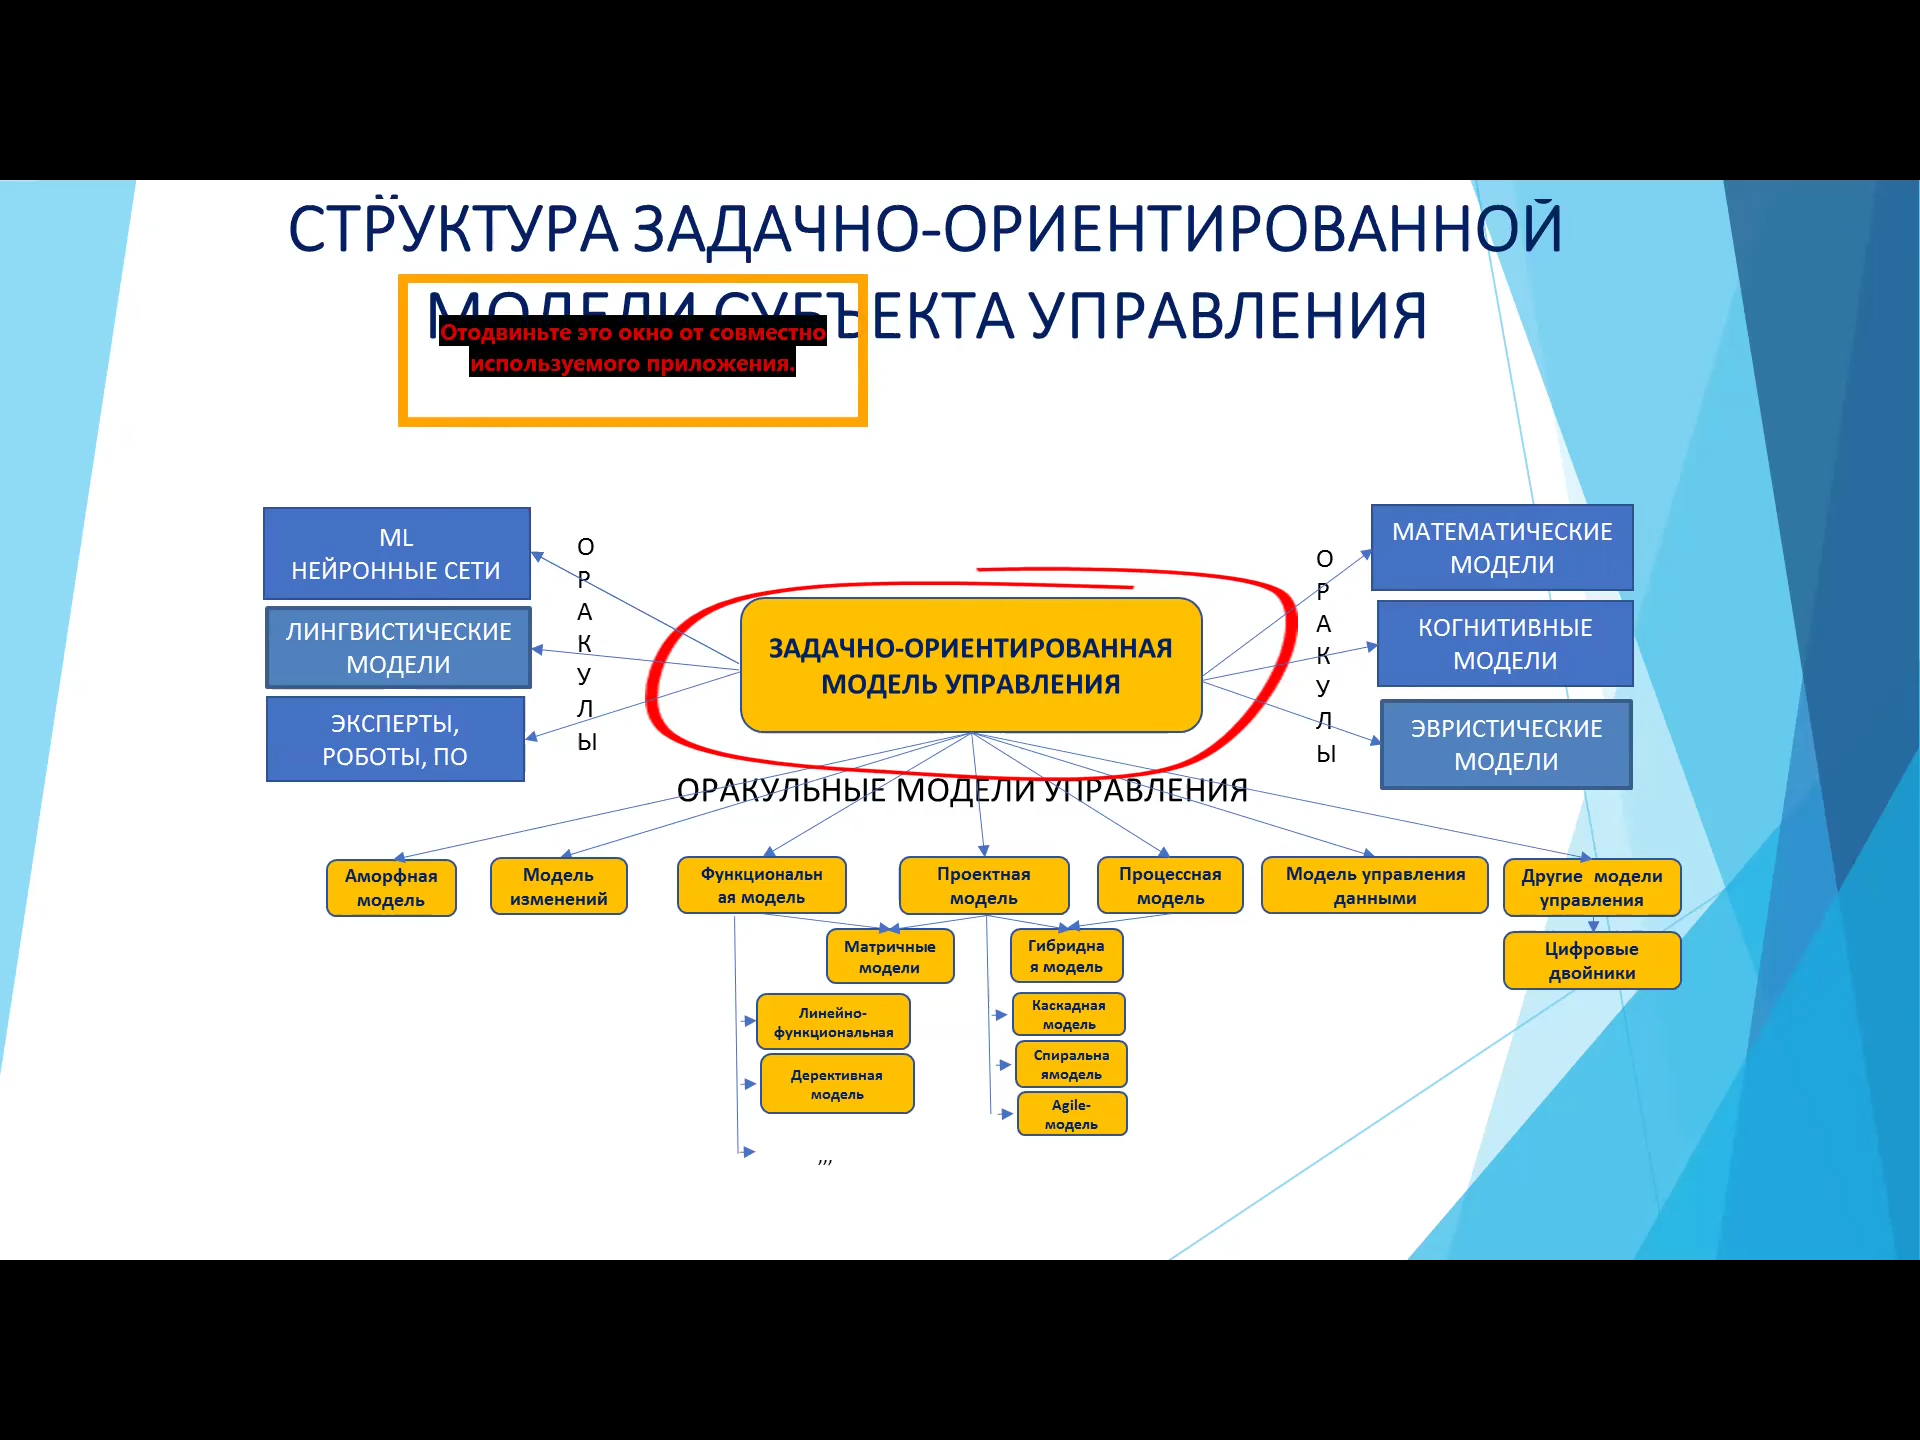 СТРУКТУРА ЗАДАЧНО-ОРИЕНТИРОВАННОЙ
МОДЕЛИ СУБЪЕКТА УПРАВЛЕНИЯ
Отодвиньте это окно от совместно
используемого приложения.
ML
НЕЙРОННЫЕ СЕТИ
ЛИНГВИСТИЧЕСКИЕ
МОДЕЛИ
ЭКСПЕРТЫ,
РОБОТЫ, ПО
О
Р
А
К
У
Л
Ы
ЗАДАЧНО-ОРИЕНТИРОВАННАЯ
МОДЕЛЬ УПРАВЛЕНИЯ
О
Р
А
К
У
Л
Ы
МАТЕМАТИЧЕСКИЕ
МОДЕЛИ
КОГНИТИВНЫЕ
МОДЕЛИ
ЭВРИСТИЧЕСКИЕ
МОДЕЛИ
ОРАКУЛЬНЫЕ МОДЕЛИ УПРАВЛЕНИЯ
Аморфная
модель
Модель
изменений
Функциональн
ая модель
Проектная
модель
Процессная
модель
Модель управления
данными
Другие модели
управления
Матричные
модели
Гибридна
я модель
Цифровые
двойники
Линейно-
функциональная
Дерективная
модель
Каскадная
модель
Спиральна
ямодель
Agile-
модель
,,,